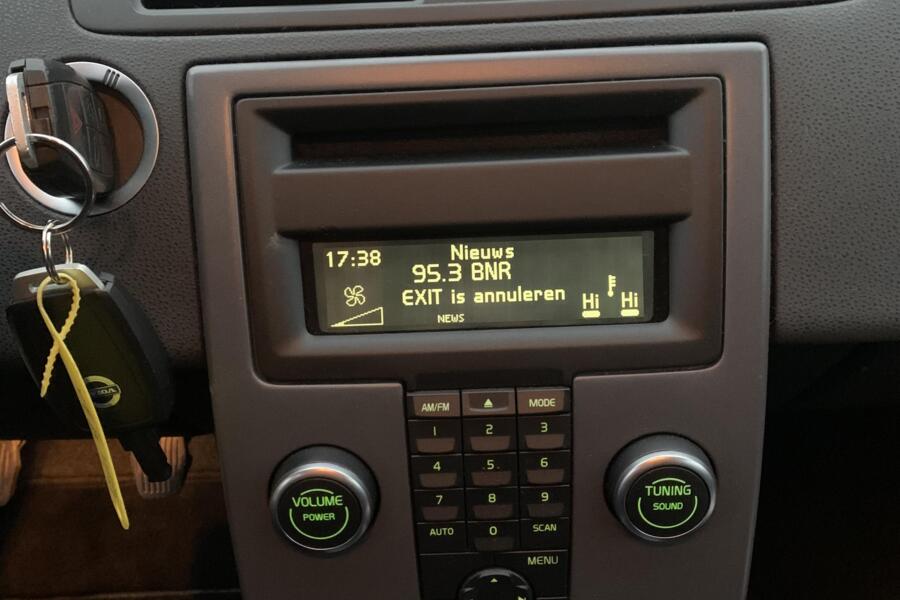 17:38
Nieuws
95.3 BNR
EXIT is annuleren
Hi Hi
NEWS
AM/FM
MODE
1 2 3
4 5 6
7 8 9
AUTO 0 SCAN
MENU
VOLUME
POWER
TUNING
SOUND